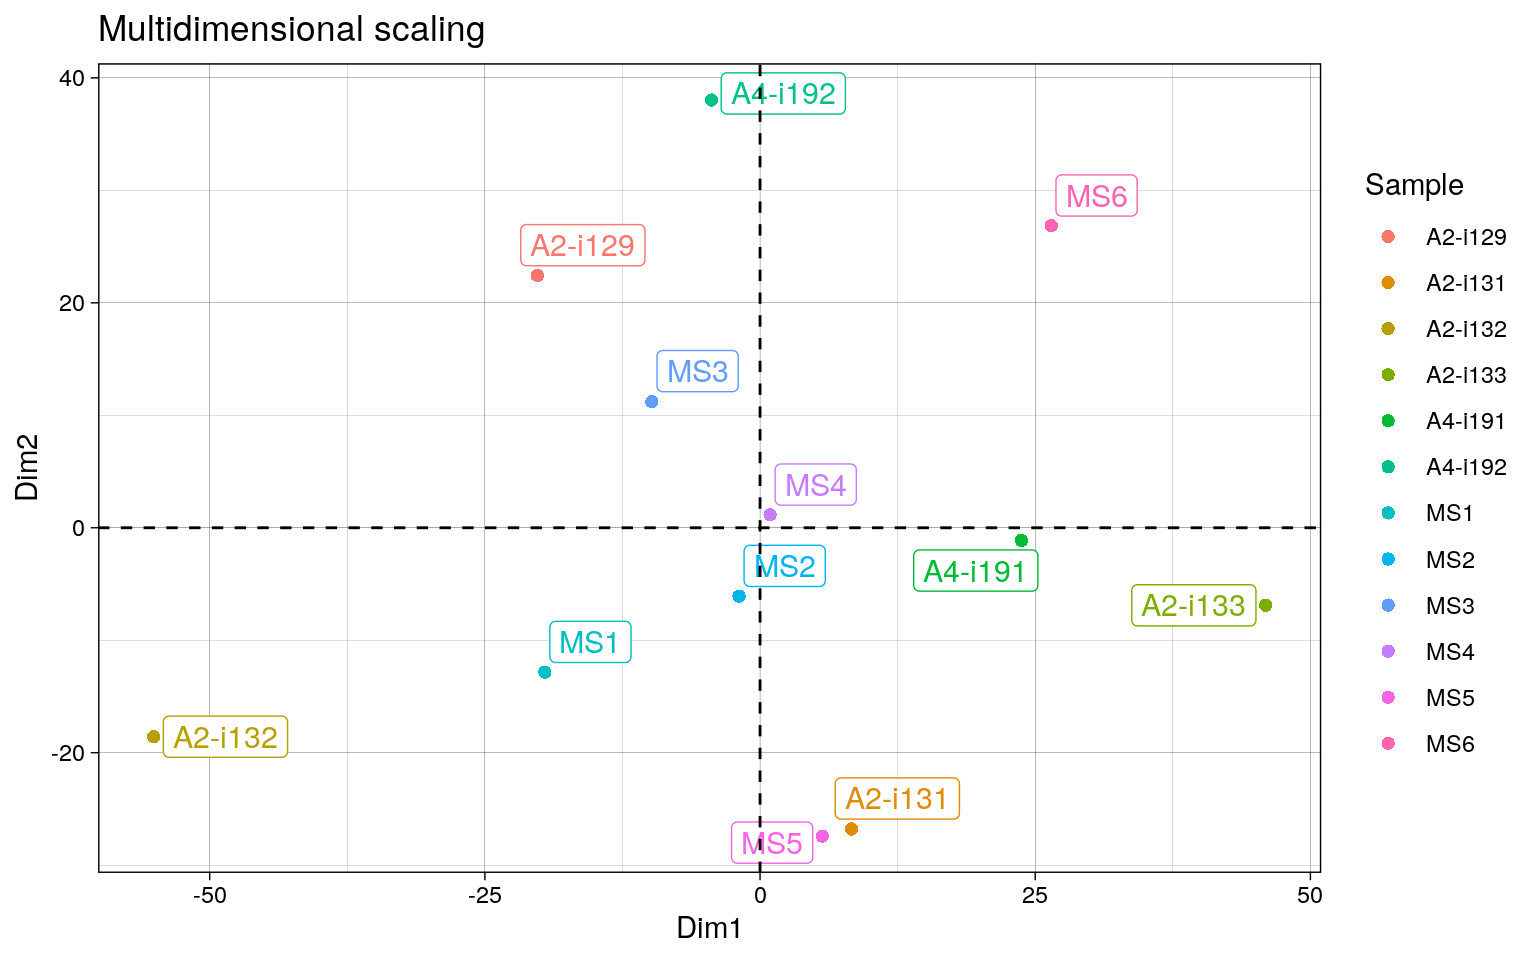 Multidimensional scaling
40
20
0
-20
Dim2
A4-i192
MS6
A2-i129
MS3
MS4
MS2
A4-i191
A2-i133
MS1
A2-i132
A2-i131
MS5
-50
-25
0
25
50
Dim1
Sample
A2-i129
A2-i131
A2-i132
A2-i133
A4-i191
A4-i192
MS1
MS2
MS3
MS4
MS5
MS6